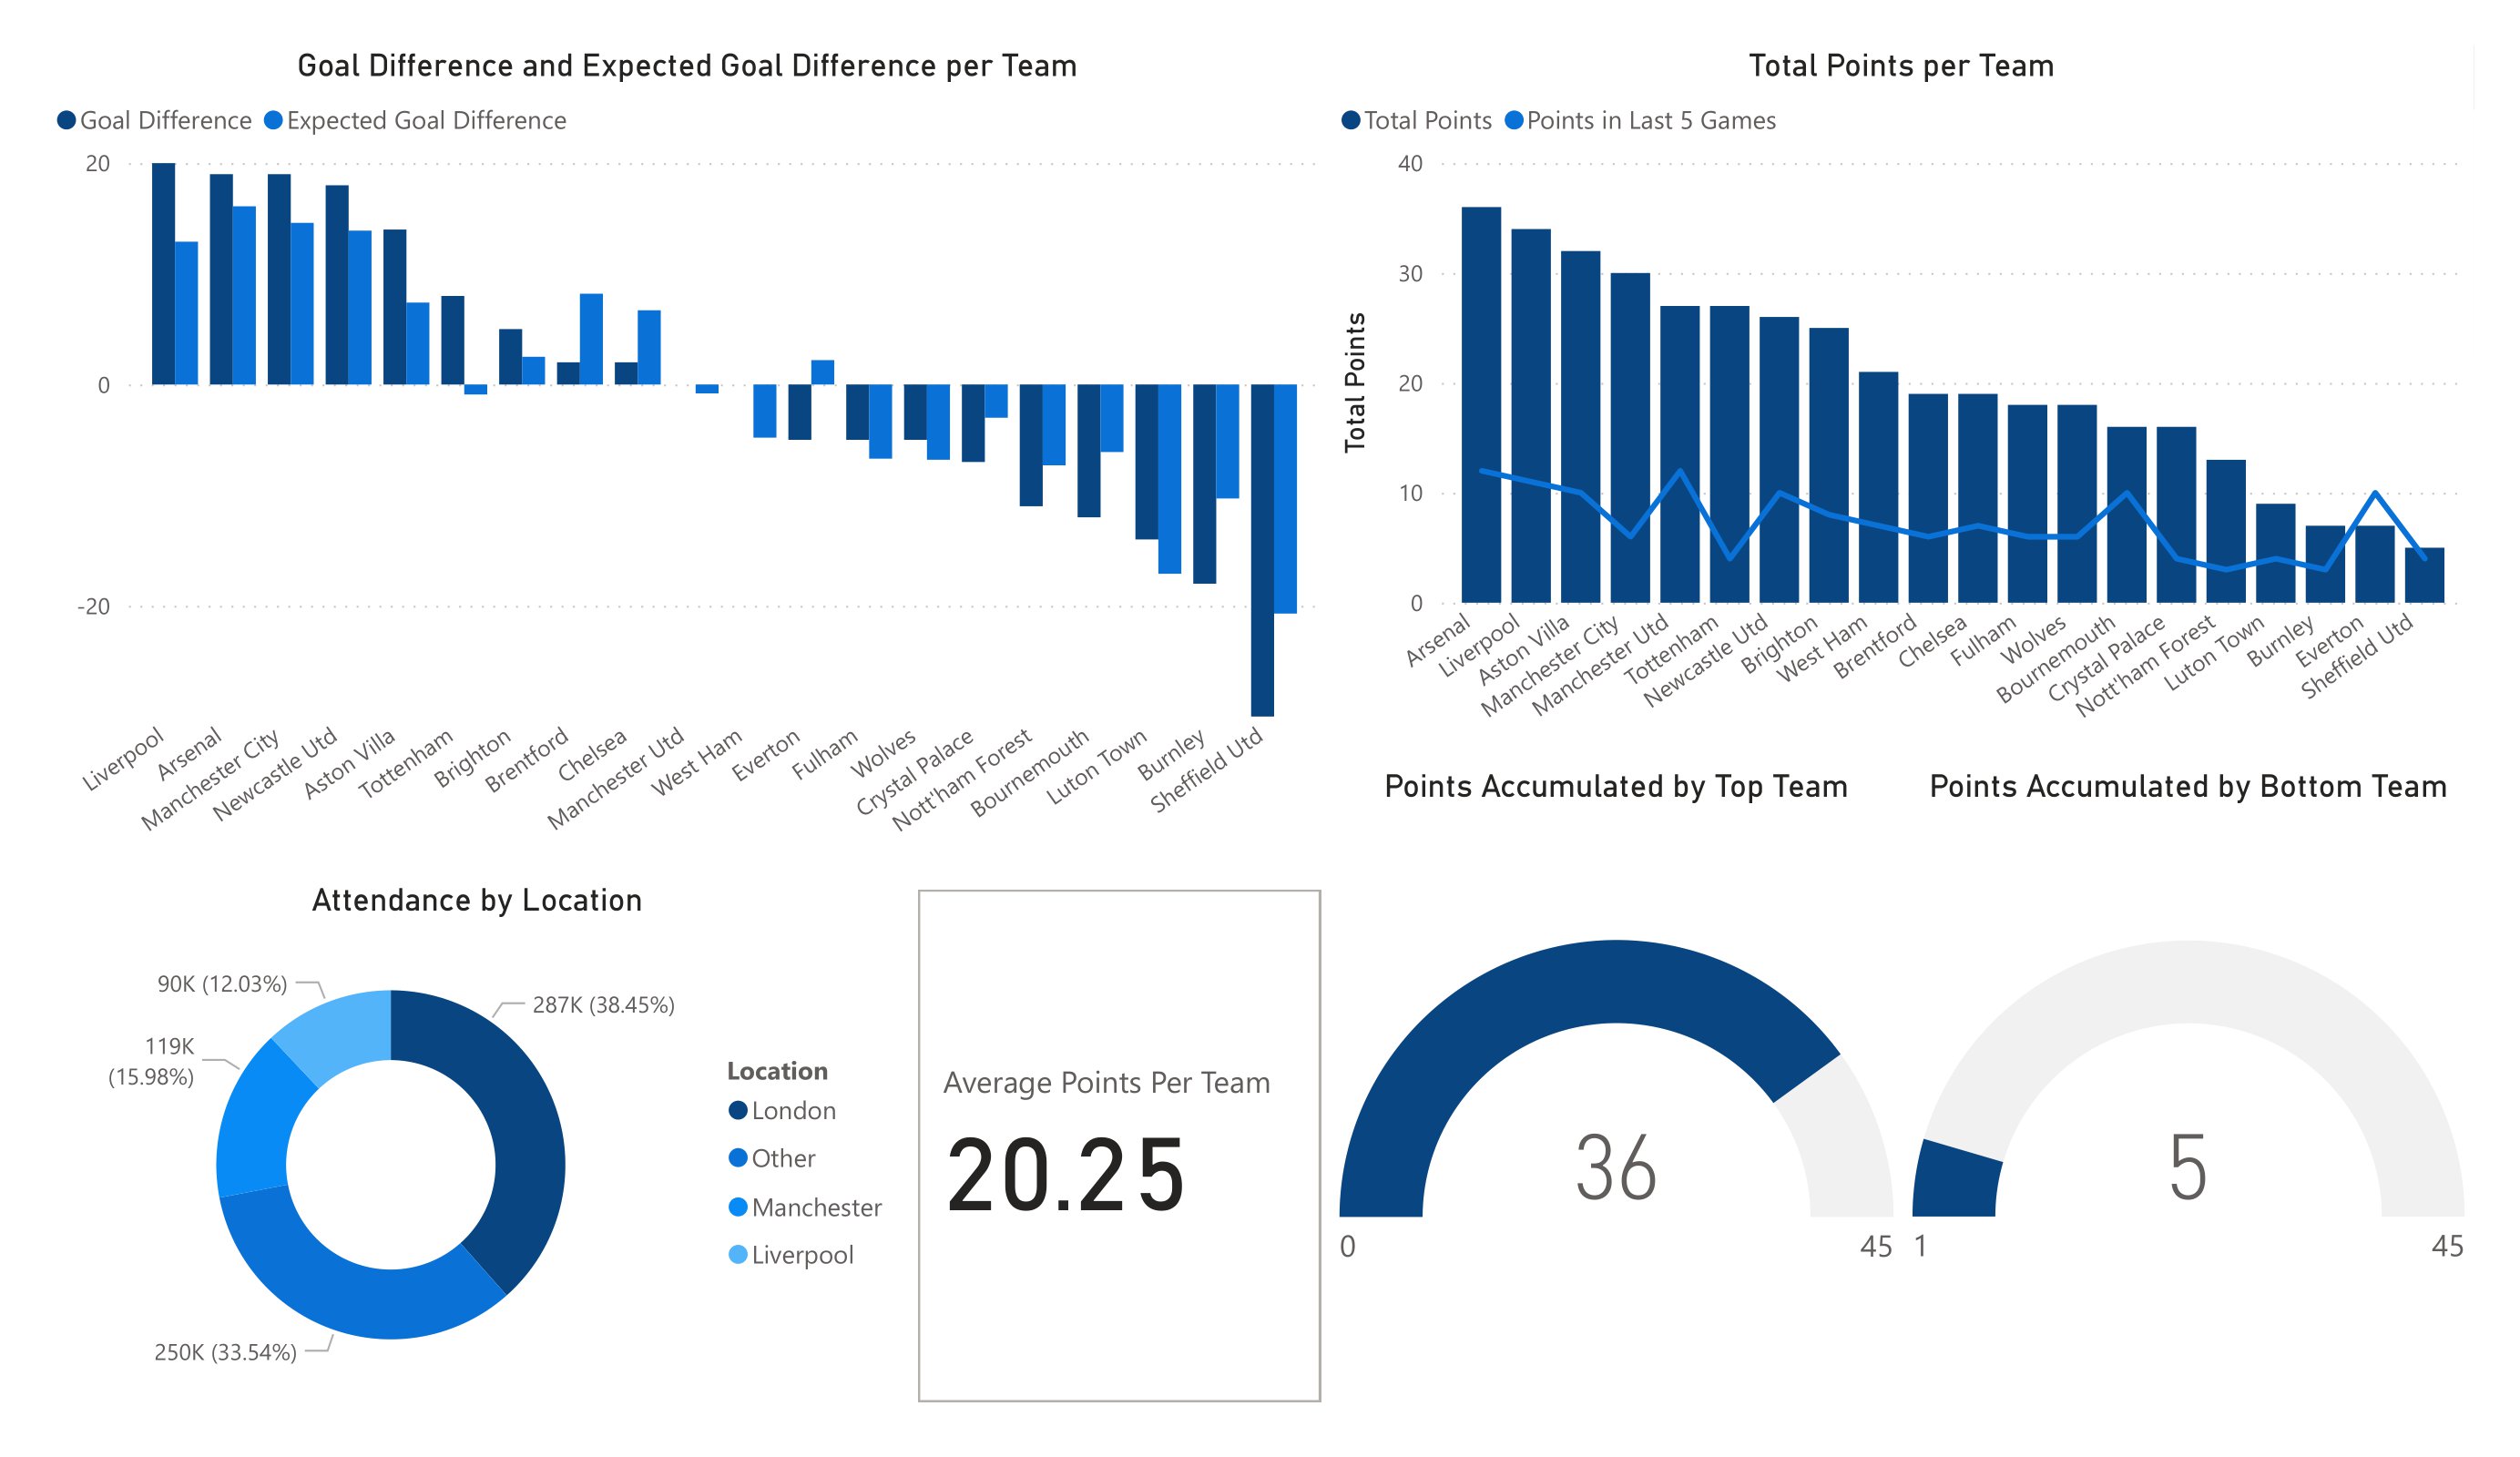 Goal Difference and Expected Goal Difference per Team
Goal Difference
Expected Goal Difference
20
0
-20
Liverpool
Arsenal
Manchester City
Newcastle Utd
Aston Villa
Tottenham
Brighton
Brentford
Chelsea
Manchester Utd
West Ham
Everton
Fulham
Wolves
Crystal Palace
Nott'ham Forest
Bournemouth
Luton Town
Burnley
Sheffield Utd
Total Points per Team
Total Points
Points in Last 5 Games
Total Points
40
30
20
10
0
Arsenal
Liverpool
Aston Villa
Manchester City
Manchester Utd
Tottenham
Newcastle Utd
Brighton
West Ham
Brentford
Chelsea
Fulham
Wolves
Bournemouth
Crystal Palace
Nott'ham Forest
Luton Town
Burnley
Everton
Sheffield Utd
Attendance by Location
90K (12.03%)
287K (38.45%)
119K
(15.98%)
250K (33.54%)
Location
London
Other
Manchester
Liverpool
Average Points Per Team
20.25
Points Accumulated by Top Team
36
0
45
Points Accumulated by Bottom Team
5
1
45